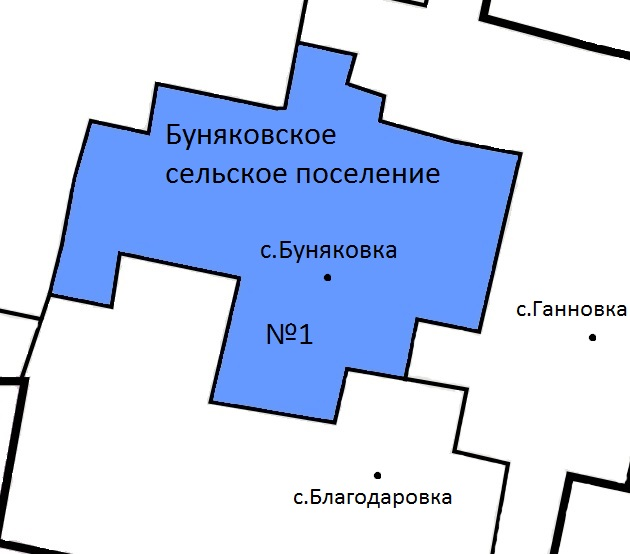 Буняковское
сельское поселение
с.Буняковка
с.Ганновка
№1
с.Благодаровка